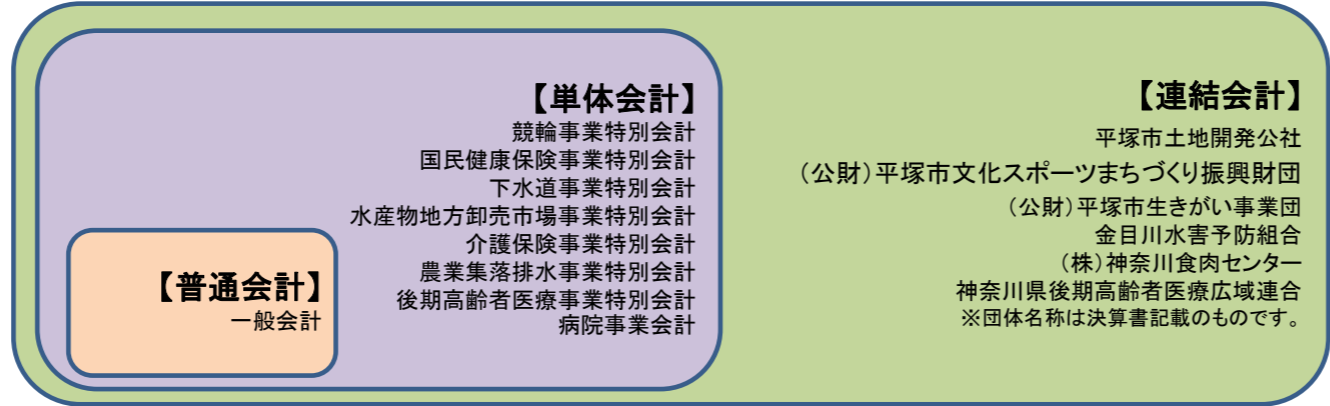 【単体会計】
競輪事業特別会計
国民健康保険事業特別会計
下水道事業特別会計
水産物地方卸売市場事業特別会計
介護保険事業特別会計
農業集落排水事業特別会計
後期高齢者医療事業特別会計
病院事業会計
【普通会計】
一般会計
【連結会計】
平塚市土地開発公社
（公財）平塚市文化スポーツまちづくり振興財団
（公財）平塚市生きがい事業団
金目川水害予防組合
（株）神奈川食肉センター
神奈川県後期高齢者医療広域連合
※団体名称は決算書記載のものです。